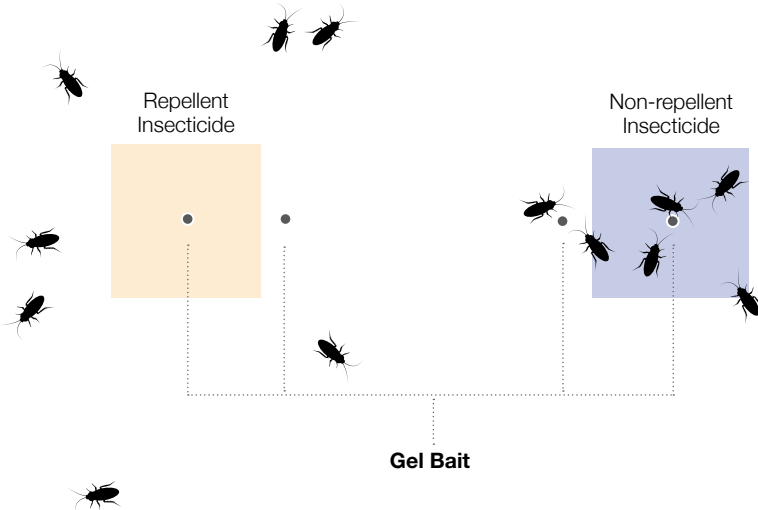 Repellent
Insecticide
Non-repellent
Insecticide
Gel Bait